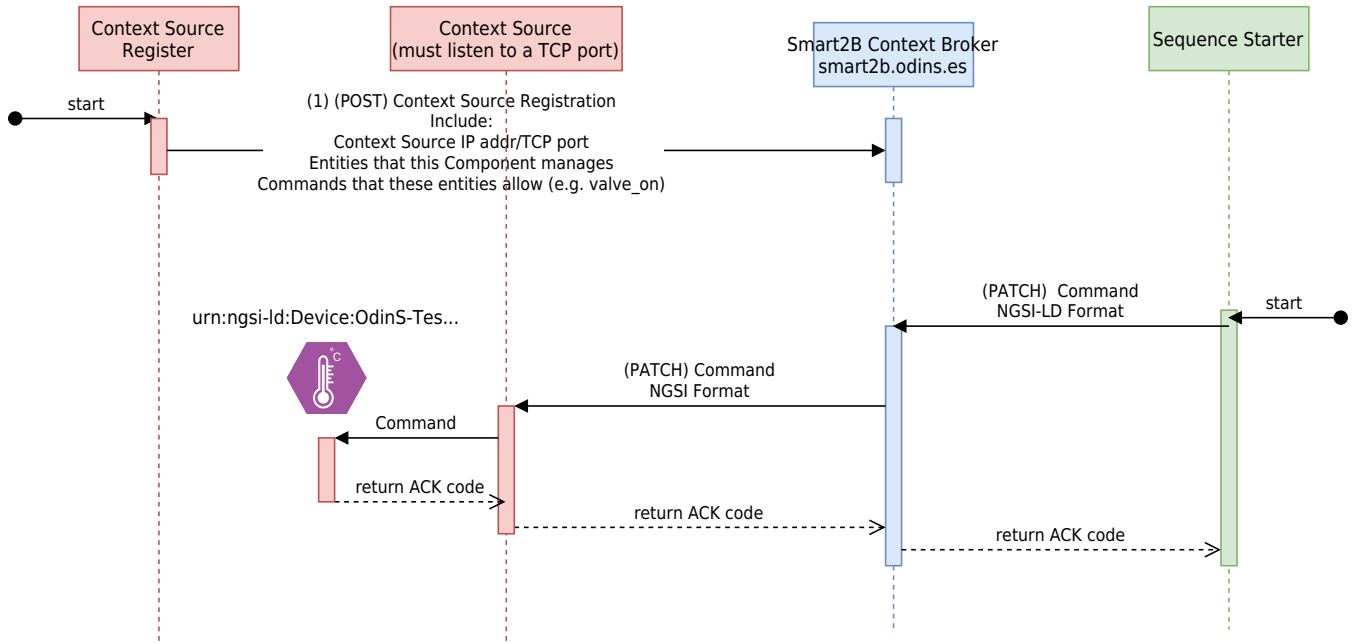 Context Source
Register
Context Source
(must listen to a TCP port)
Smart2B Context Broker
smart2b.odins.es
Sequence Starter
start
(1) (POST) Context Source Registration
Include:
Context Source IP addr/TCP port
Entities that this Component manages
Commands that these entities allow (e.g. valve_on)
(PATCH)  Command
NGSI-LD Format
start
urn:ngsi-ld:Device:OdinS-Tes...
°C
(PATCH) Command
NGSI Format
Command
return ACK code
return ACK code
return ACK code